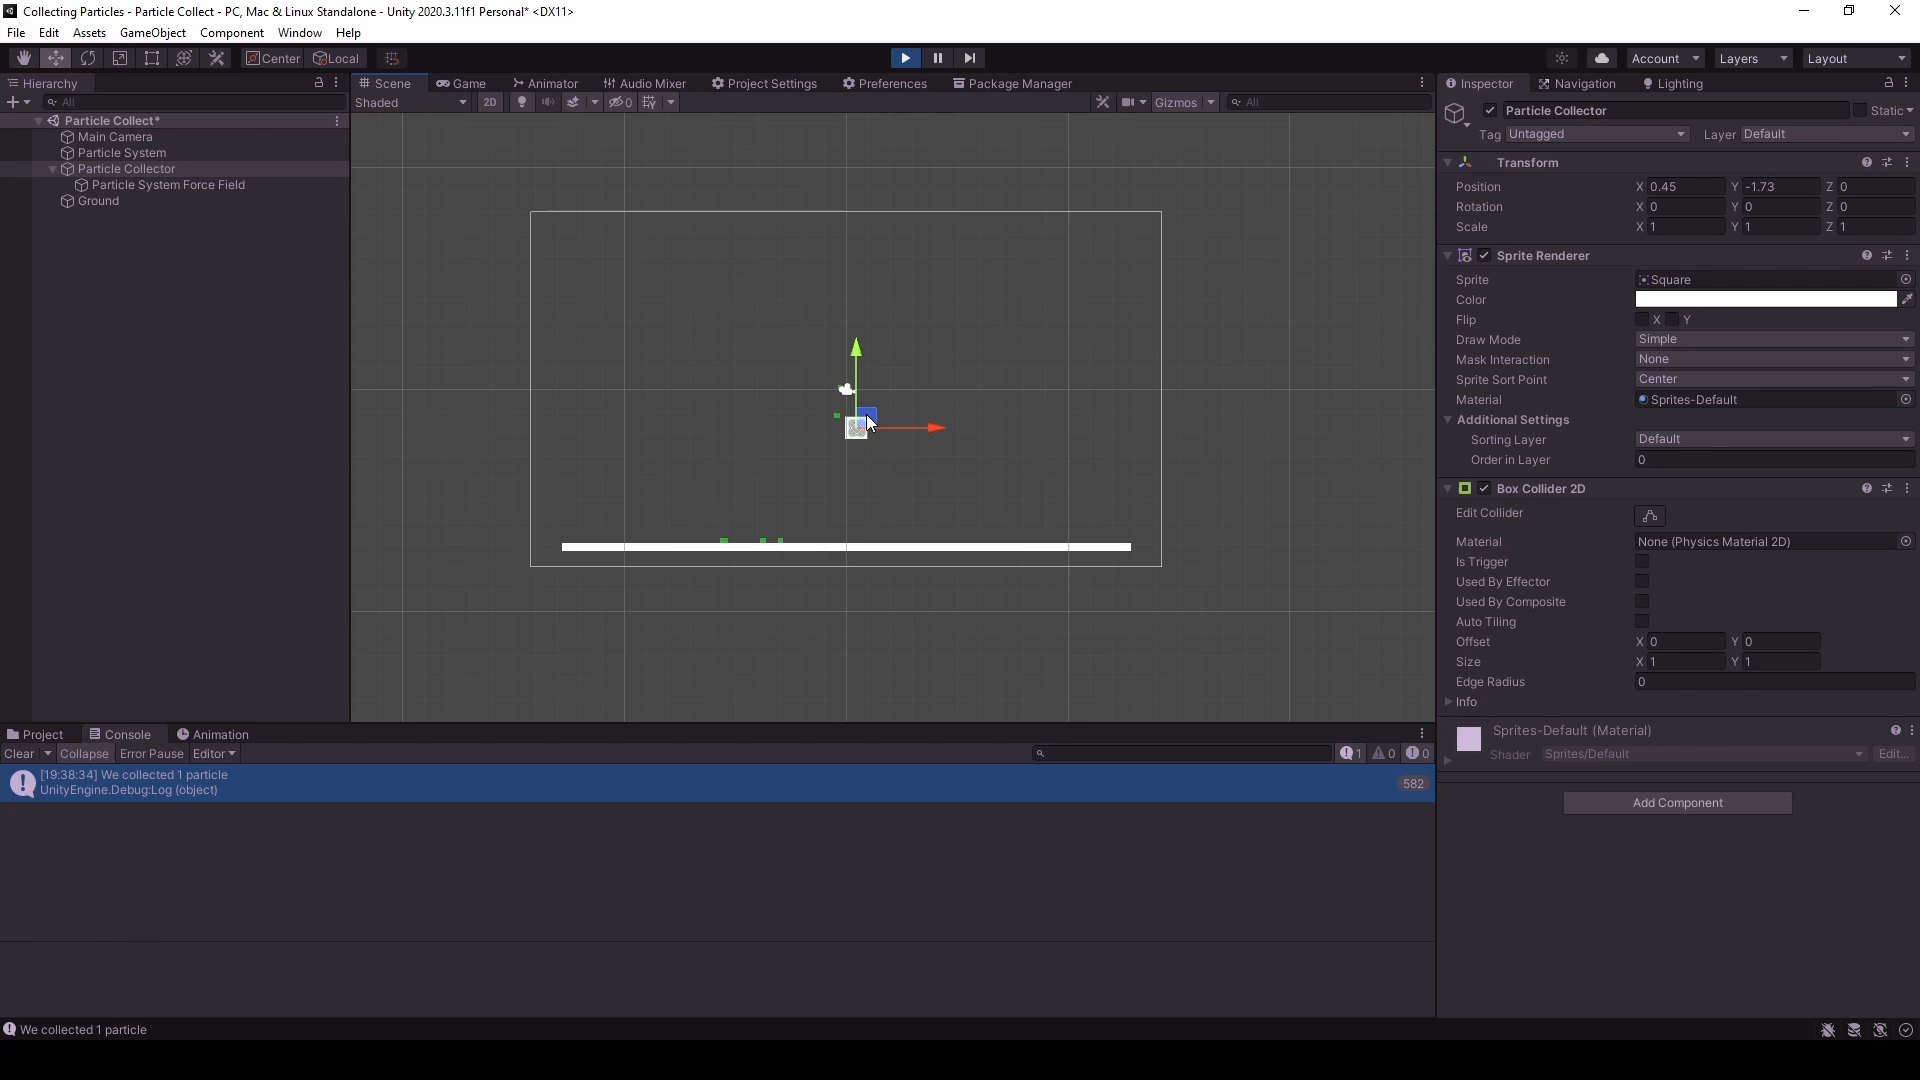 Collecting Particles - Particle Collect - PC, Mac & Linux Standalone - Unity 2020.3.11f1 Personal* <DX11>
File Edit Assets GameObject Component Window Help
Center Local Account Layers Layout
Hierarchy
All
Particle Collect*
Main Camera
Particle System
Particle Collector
Particle System Force Field
Ground
Scene Game Animator Audio Mixer Project Settings Preferences Package Manager
Shaded 2D 0 Gizmos All
Inspector Navigation Lighting
Particle Collector Static
Tag Untagged Layer Default
Transform
Position X 0.45 Y -1.73 Z 0
Rotation X 0 Y 0 Z 0
Scale X 1 Y 1 Z 1
Sprite Renderer
Sprite Square
Color
Flip X Y
Draw Mode Simple
Mask Interaction None
Sprite Sort Point Center
Material Sprites-Default
Additional Settings
Sorting Layer Default
Order in Layer 0
Box Collider 2D
Edit Collider
Material None (Physics Material 2D)
Is Trigger
Used By Effector
Used By Composite
Auto Tiling
Offset X 0 Y 0
Size X 1 Y 1
Edge Radius 0
Info
Sprites-Default (Material)
Shader Sprites/Default Edit...
Add Component
Project Console Animation
Clear Collapse Error Pause Editor 1 0 0
[19:38:34] We collected 1 particle
UnityEngine.Debug:Log (object)
582
We collected 1 particle